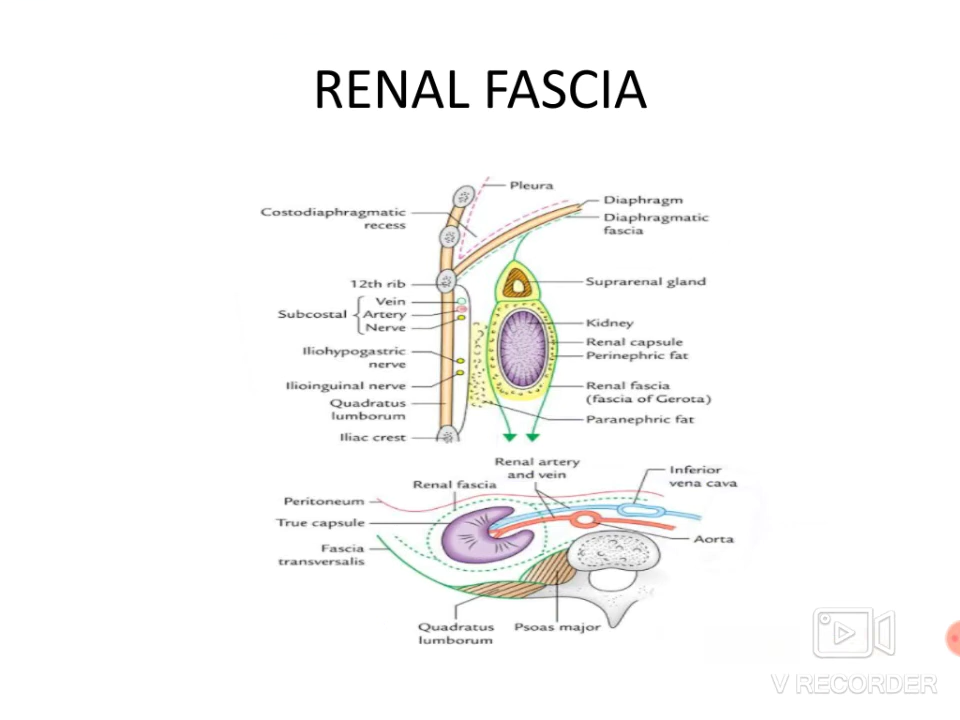 RENAL FASCIA
Pleura
Diaphragm
Costodiaphragmatic
recess
Diaphragmatic
fascia
12th rib
Suprarenal gland
Vein
Subcostal
Artery
Nerve
Kidney
Renal capsule
Iliohypogastric
nerve
Perinephric fat
Ilioinguinal nerve
Renal fascia
(fascia of Gerota)
Quadratus
lumborum
Paranephric fat
Iliac crest
Renal artery
and vein
Inferior
vena cava
Renal fascia
Peritoneum
True capsule
Aorta
Fascia
transversalis
Quadratus
lumborum
Psoas major
V RECORDER